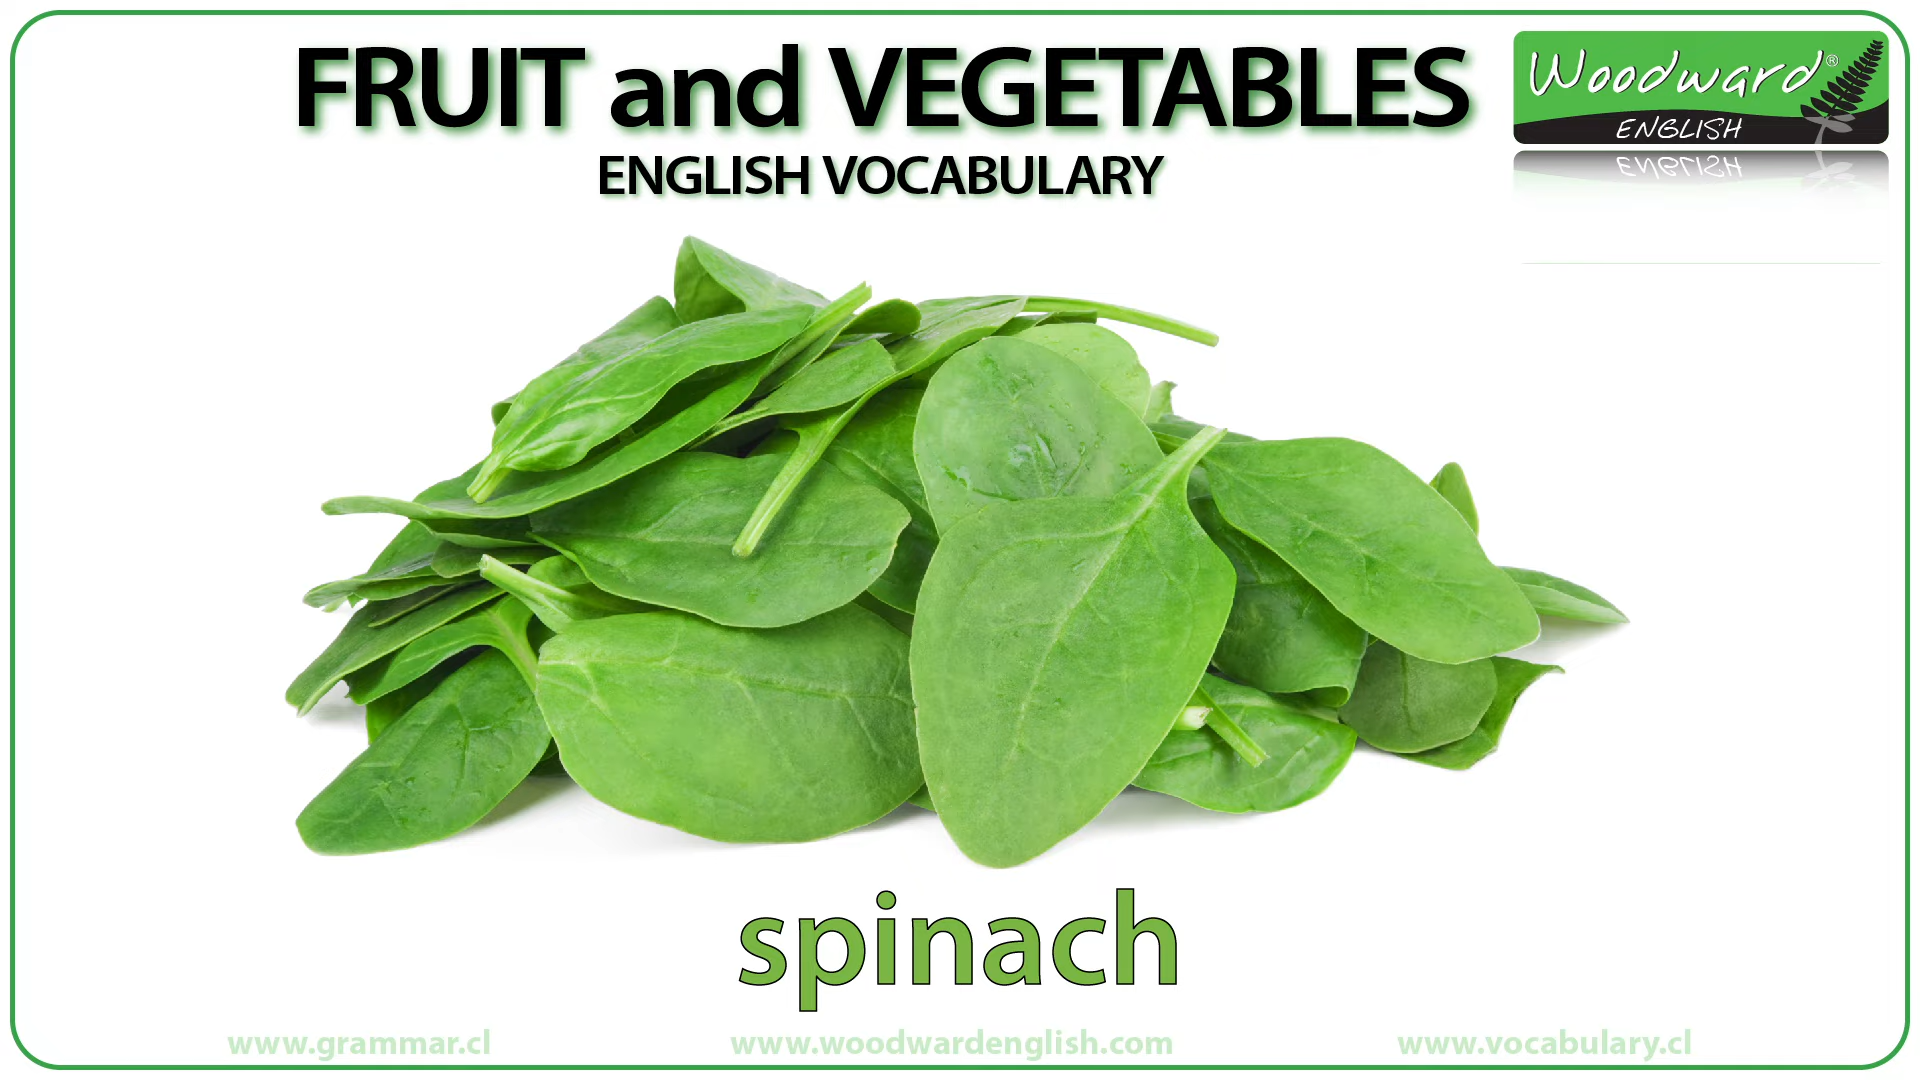 FRUIT and VEGETABLES
ENGLISH VOCABULARY
Woodward®
ENGLISH
spinach
www.grammar.cl
www.woodwardenglish.com
www.vocabulary.cl